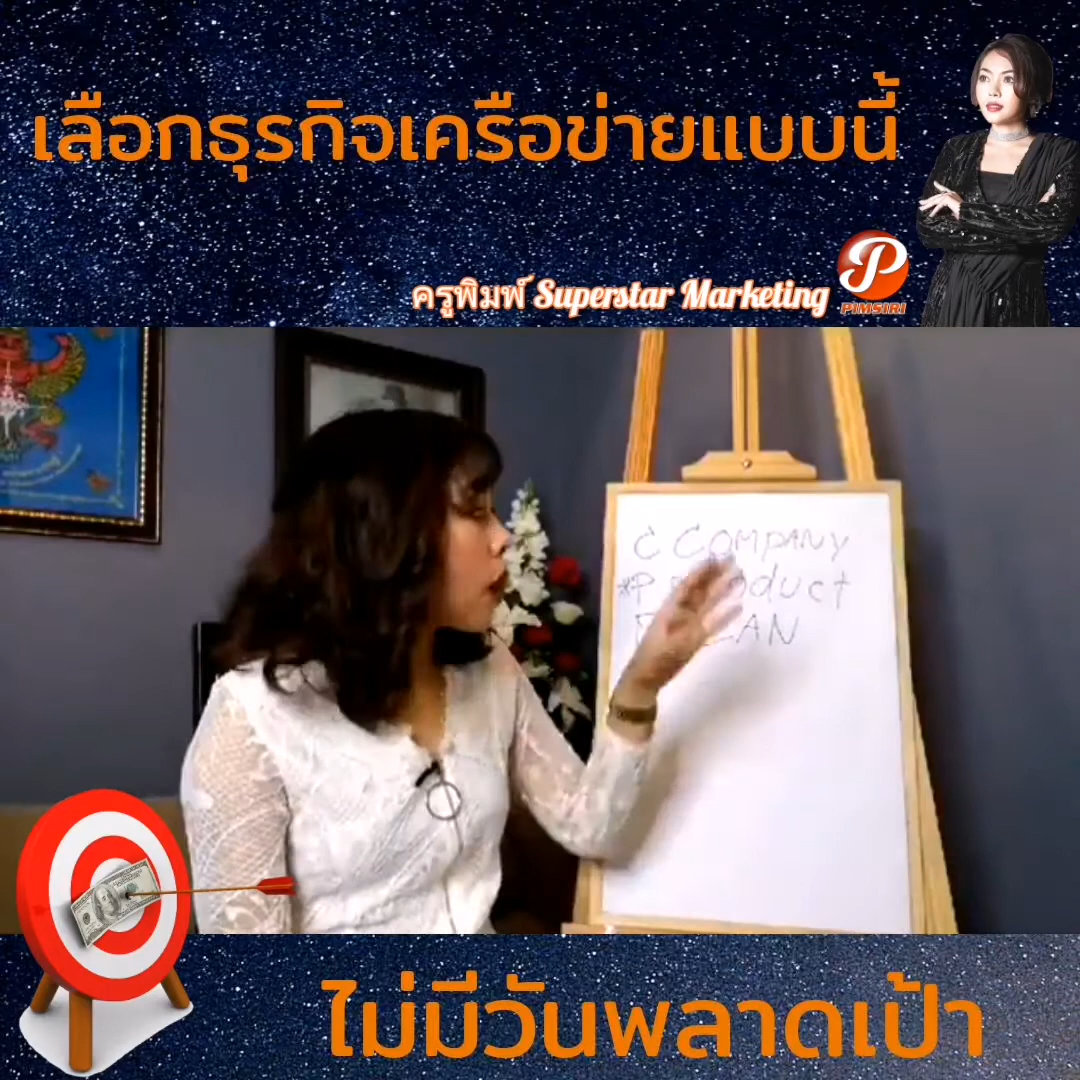 เลือกธุรกิจเครือข่ายแบบนี้
ครูพิมพ์ Superstar Marketing
PIMSIRI
C COMPANY
*P Product
PLAN
ไม่มีวันพลาดเป้า